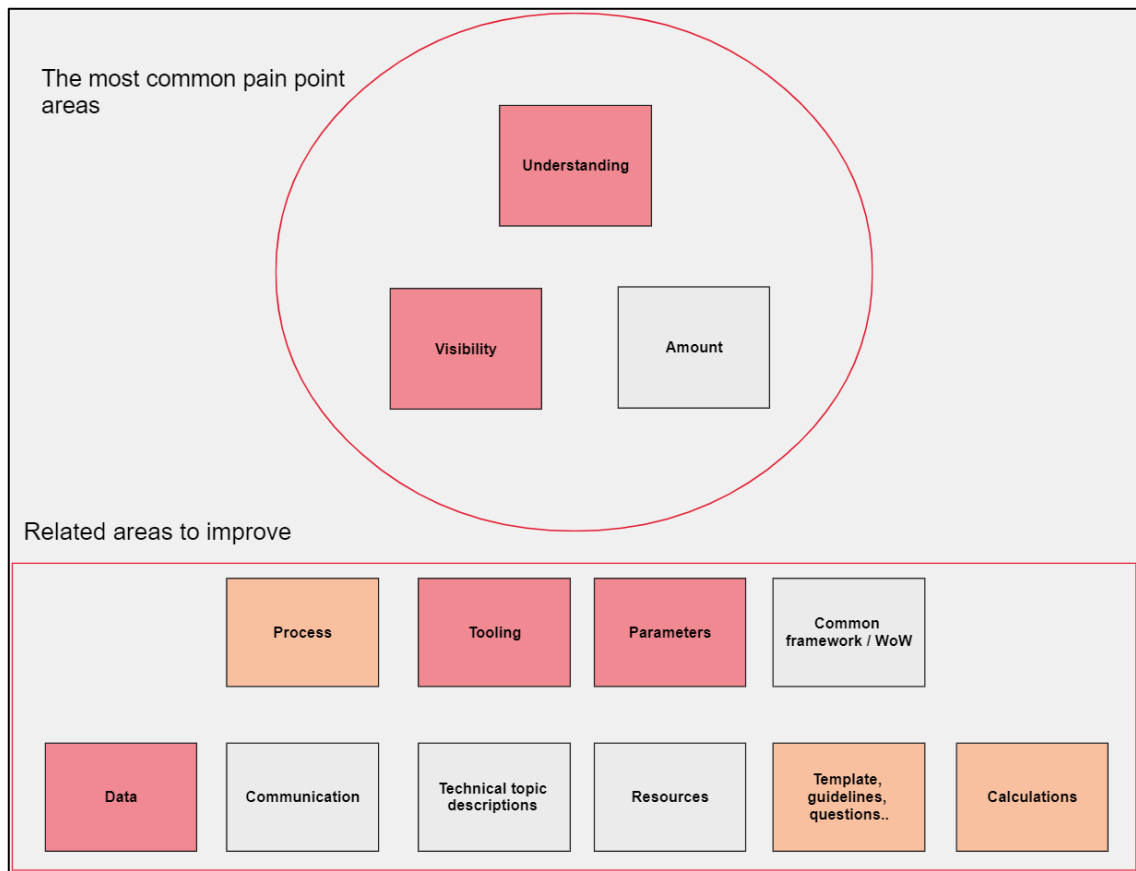 The most common pain point
areas
Understanding
Visibility
Amount
Related areas to improve
Process
Tooling
Parameters
Common
framework / WoW
Data
Communication
Technical topic
descriptions
Resources
Template,
guidelines,
questions..
Calculations